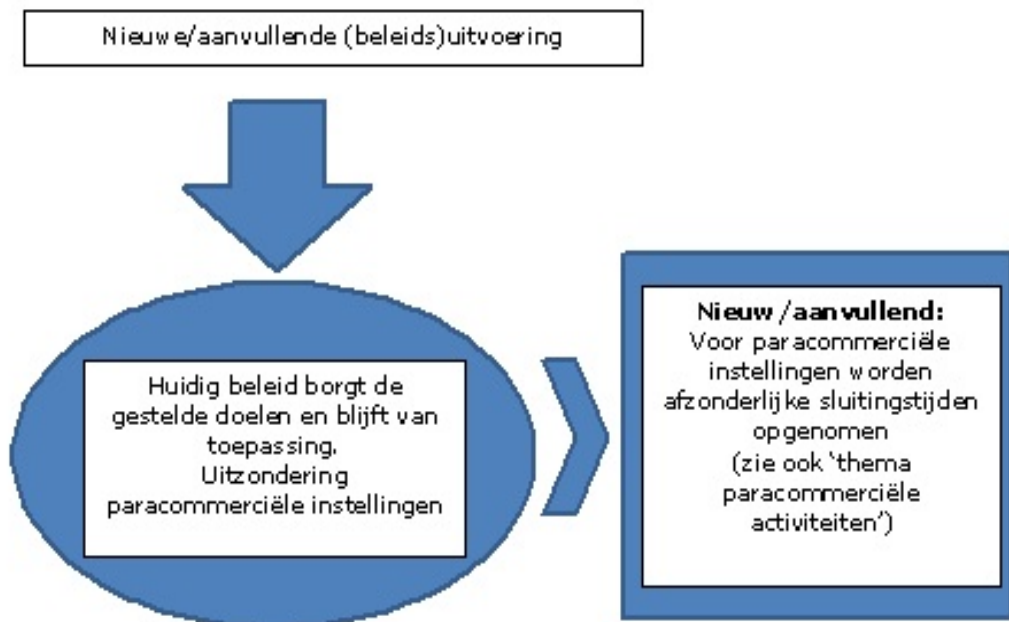 Nieuwe/aanvullende (beleids)uitvoering
Huidig beleid borgt de
gestelde doelen en blijft van
toepassing.
Uitzondering
paracommerciële instellingen
Nieuw/aanvullend:
Voor paracommerciële
instellingen worden
afzonderlijke sluitingstijden
opgenomen
(zie ook ‘thema
paracommerciële
activiteiten’)